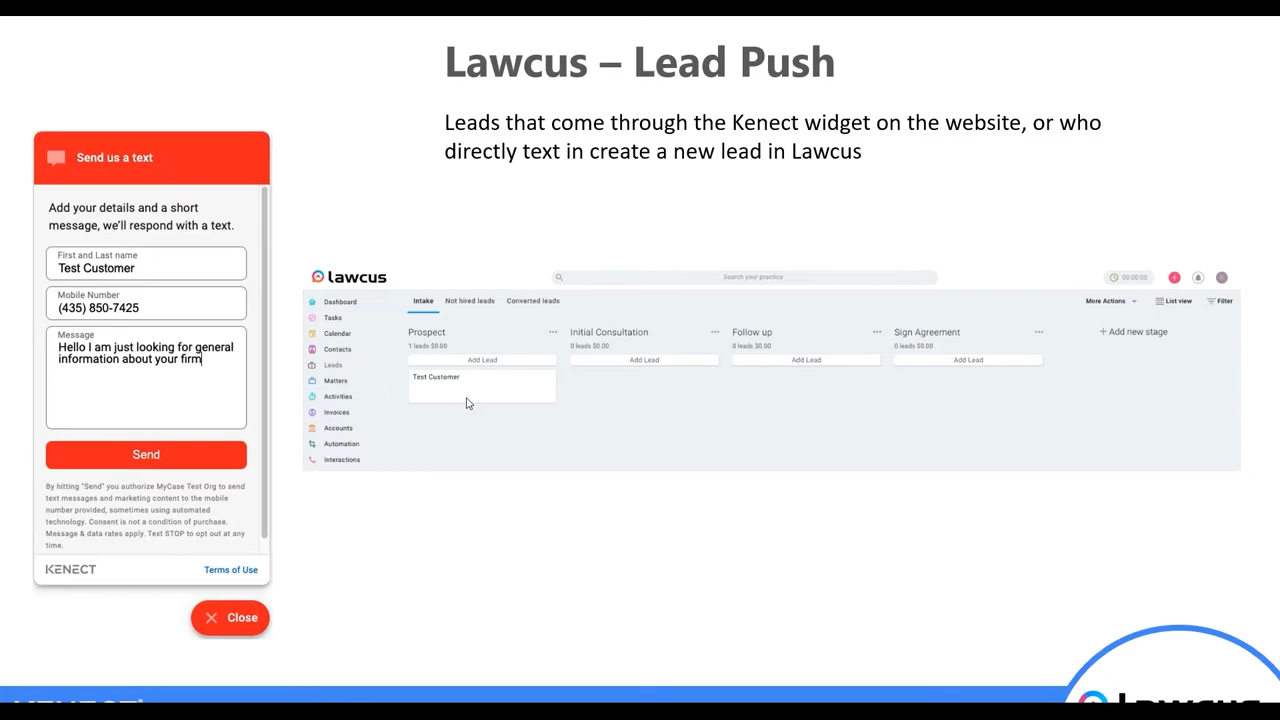 Lawcus – Lead Push
Leads that come through the Kenect widget on the website, or who
directly text in create a new lead in Lawcus
Send us a text
Add your details and a short
message, we'll respond with a text.
First and Last name
Test Customer
Mobile Number
(435) 850-7425
Message
Hello I am just looking for general
information about your firm
Send
By hitting "Send" you authorize MyCase Test Org to send
text messages and marketing content to the mobile
number provided, sometimes using automated
technology. Consent is not a condition of purchase.
Message & data rates apply. Text STOP to opt out at any
time.
KENECT
Terms of Use
Close
lawcus
Search your practice
00:00:00
Dashboard
Tasks
Calendar
Contacts
Leads
Matters
Activities
Invoices
Accounts
Automation
Interactions
Intake
Not hired leads
Converted leads
More Actions
List view
Filter
Prospect
1 leads $0.00
Add Lead
Test Customer
Initial Consultation
0 leads $0.00
Add Lead
Follow up
0 leads $0.00
Add Lead
Sign Agreement
0 leads $0.00
Add Lead
+ Add new stage
KENECT
lawcus